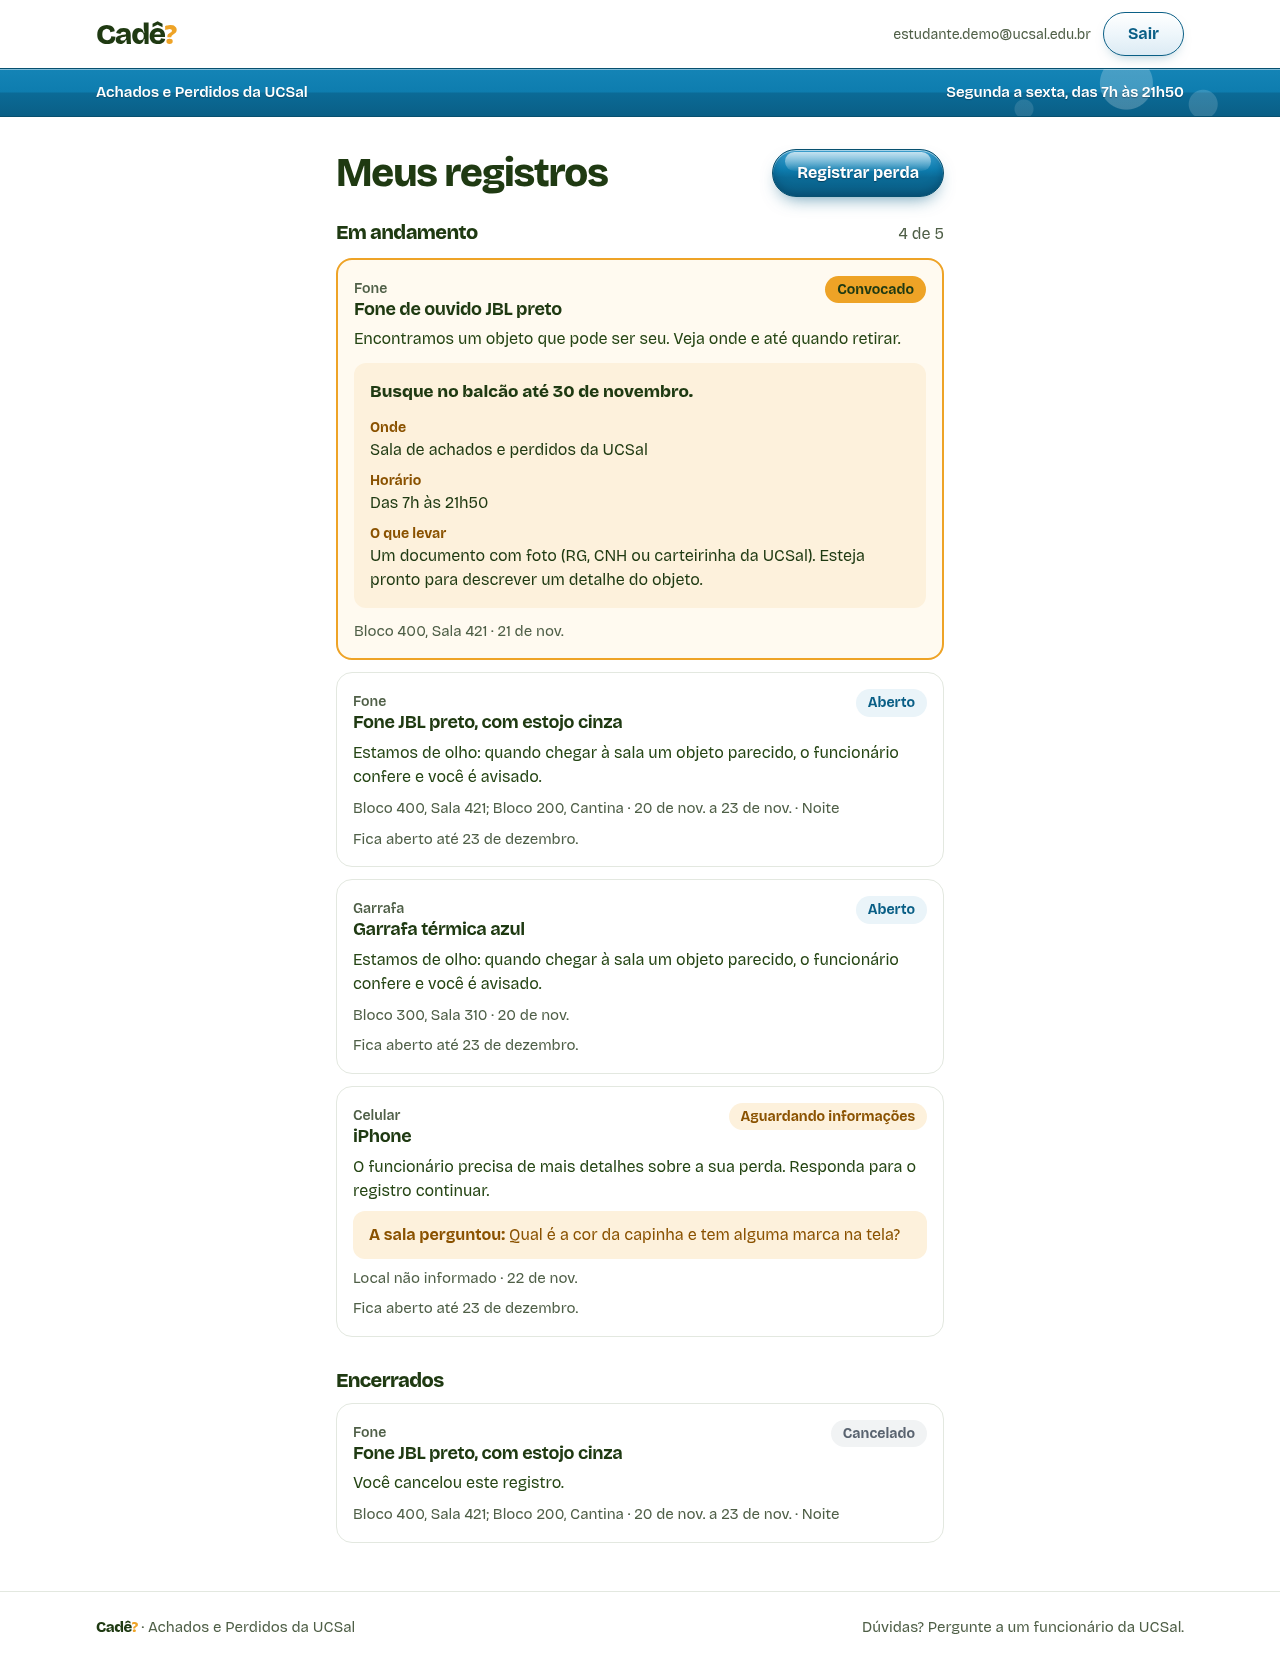 Cadê?
estudante.demo@ucsal.edu.br
Sair
Achados e Perdidos da UCSal
Segunda a sexta, das 7h às 21h50
Meus registros
Registrar perda
Em andamento
4 de 5
Fone
Convocado
Fone de ouvido JBL preto
Encontramos um objeto que pode ser seu. Veja onde e até quando retirar.
Busque no balcão até 30 de novembro.
Onde
Sala de achados e perdidos da UCSal
Horário
Das 7h às 21h50
O que levar
Um documento com foto (RG, CNH ou carteirinha da UCSal). Esteja
pronto para descrever um detalhe do objeto.
Bloco 400, Sala 421 · 21 de nov.
Fone
Aberto
Fone JBL preto, com estojo cinza
Estamos de olho: quando chegar à sala um objeto parecido, o funcionário
confere e você é avisado.
Bloco 400, Sala 421; Bloco 200, Cantina · 20 de nov. a 23 de nov. · Noite
Fica aberto até 23 de dezembro.
Garrafa
Aberto
Garrafa térmica azul
Estamos de olho: quando chegar à sala um objeto parecido, o funcionário
confere e você é avisado.
Bloco 300, Sala 310 · 20 de nov.
Fica aberto até 23 de dezembro.
Celular
Aguardando informações
iPhone
O funcionário precisa de mais detalhes sobre a sua perda. Responda para o
registro continuar.
A sala perguntou: Qual é a cor da capinha e tem alguma marca na tela?
Local não informado · 22 de nov.
Fica aberto até 23 de dezembro.
Encerrados
Fone
Cancelado
Fone JBL preto, com estojo cinza
Você cancelou este registro.
Bloco 400, Sala 421; Bloco 200, Cantina · 20 de nov. a 23 de nov. · Noite
Cadê? · Achados e Perdidos da UCSal
Dúvidas? Pergunte a um funcionário da UCSal.